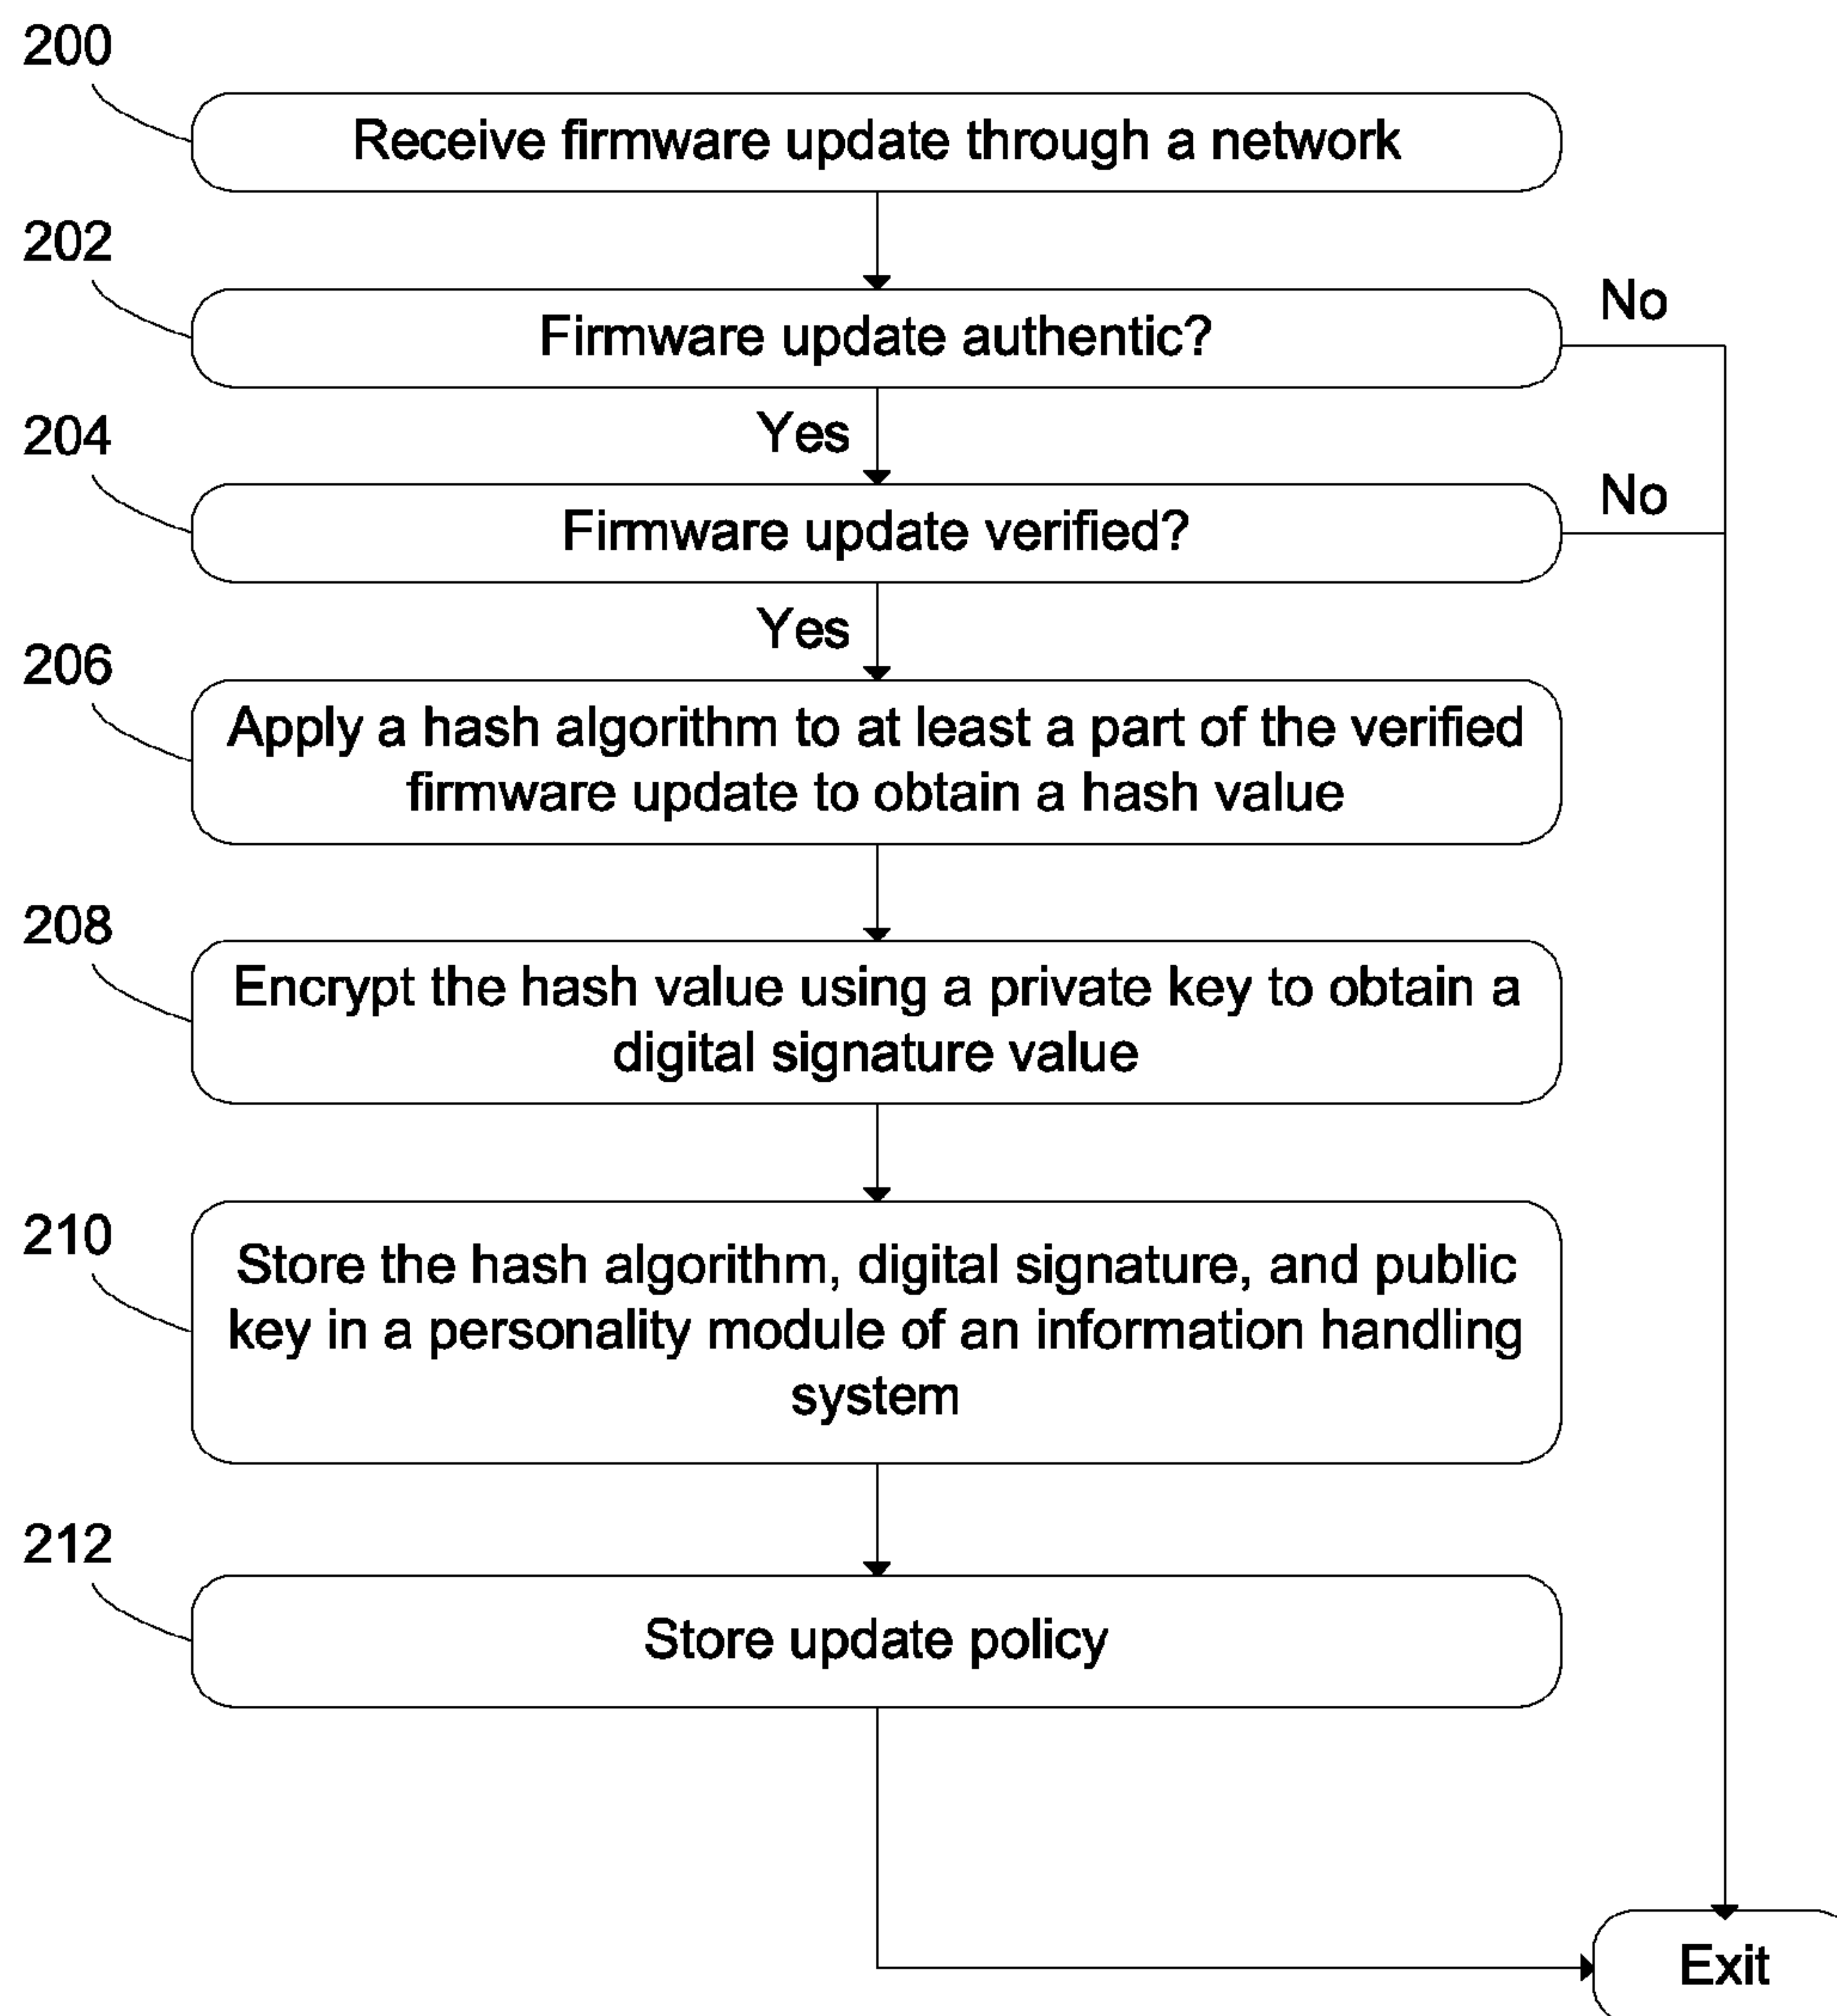 200
Receive firmware update through a network
202
Firmware update authentic?
No
Yes
204
Firmware update verified?
No
Yes
206
Apply a hash algorithm to at least a part of the verified
firmware update to obtain a hash value
208
Encrypt the hash value using a private key to obtain a
digital signature value
210
Store the hash algorithm, digital signature, and public
key in a personality module of an information handling
system
212
Store update policy
Exit